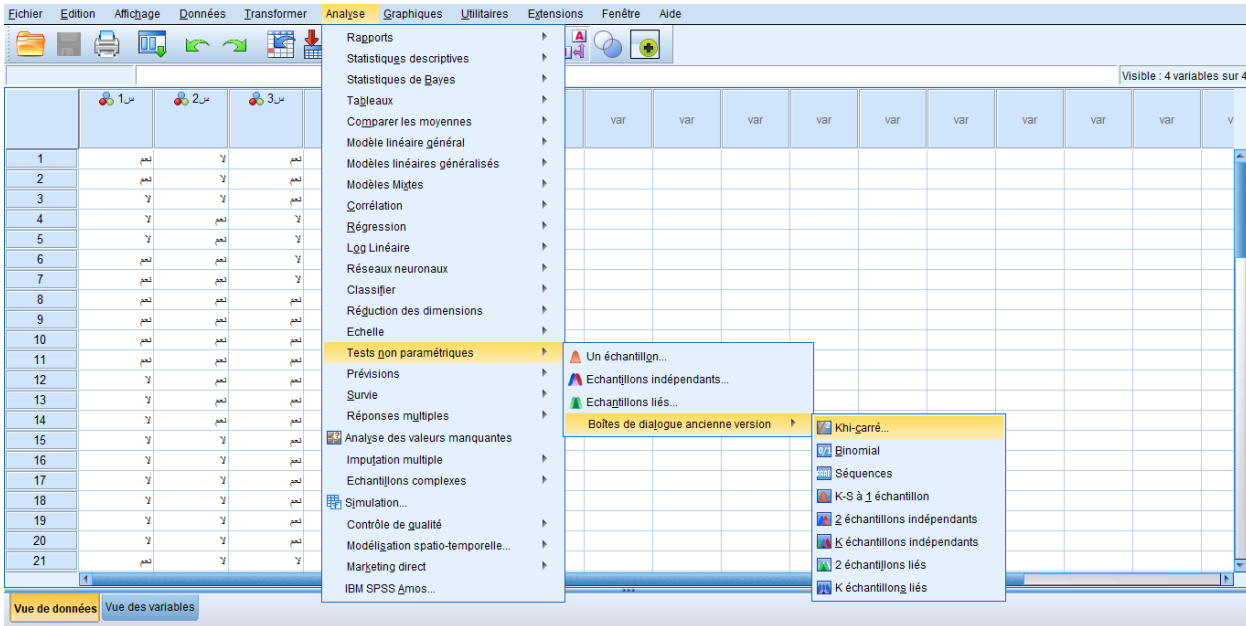 Fichier Edition Affichage Données Transformer Analyse Graphiques Utilitaires Extensions Fenêtre Aide
Visible : 4 variables sur 4
س1 س2 س3 var var var var var var var var var v
1 نعم لا نعم
2 نعم لا نعم
3 لا لا نعم
4 لا نعم لا
5 لا نعم لا
6 نعم نعم لا
7 نعم نعم لا
8 نعم نعم نعم
9 نعم نعم نعم
10 نعم نعم نعم
11 نعم نعم نعم
12 لا نعم نعم
13 لا نعم نعم
14 لا نعم نعم
15 لا لا نعم
16 لا لا نعم
17 لا لا نعم
18 لا لا نعم
19 لا لا نعم
20 لا لا نعم
21 نعم لا لا
Rapports
Statistiques descriptives
Statistiques de Bayes
Tableaux
Comparer les moyennes
Modèle linéaire général
Modèles linéaires généralisés
Modèles Mixtes
Corrélation
Régression
Log Linéaire
Réseaux neuronaux
Classifier
Réduction des dimensions
Echelle
Tests non paramétriques
Prévisions
Survie
Réponses multiples
Analyse des valeurs manquantes
Imputation multiple
Echantillons complexes
Simulation...
Contrôle de qualité
Modélisation spatio-temporelle...
Marketing direct
IBM SPSS Amos...
Un échantillon...
Echantillons indépendants...
Echantillons liés...
Boîtes de dialogue ancienne version
Khi-carré...
Binomial
Séquences
K-S à 1 échantillon
2 échantillons indépendants
K échantillons indépendants
2 échantillons liés
K échantillons liés
Vue de données Vue des variables